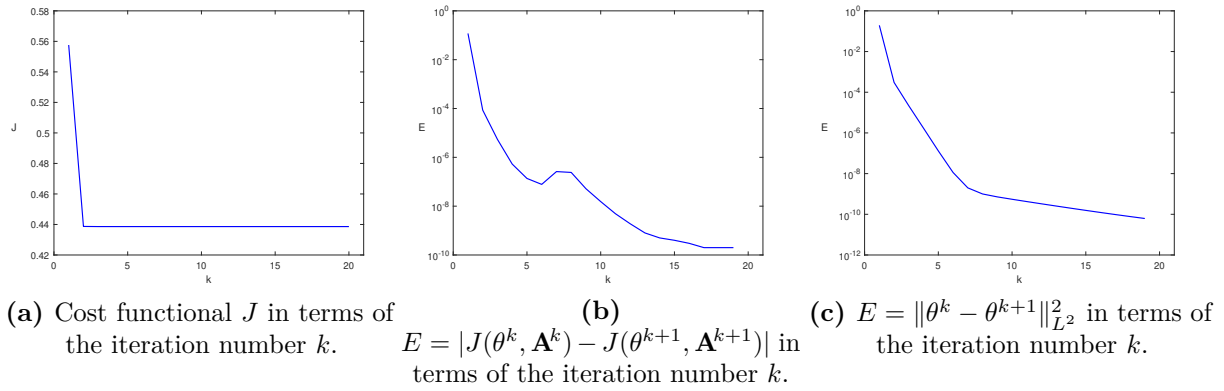 0.58
0.56
0.54
0.52
0.5
0.48
0.46
0.44
0.42
J
0
5
10
15
20
k
10^0
10^-2
10^-4
10^-6
10^-8
10^-10
E
0
5
10
15
20
k
10^0
10^-2
10^-4
10^-6
10^-8
10^-10
10^-12
E
0
5
10
15
20
k
(a) Cost functional J in terms of
the iteration number k.
(b)
E = |J(θ^k, A^k) − J(θ^{k+1}, A^{k+1})| in
terms of the iteration number k.
(c) E = ‖θ^k − θ^{k+1}‖²_{L²} in terms of
the iteration number k.